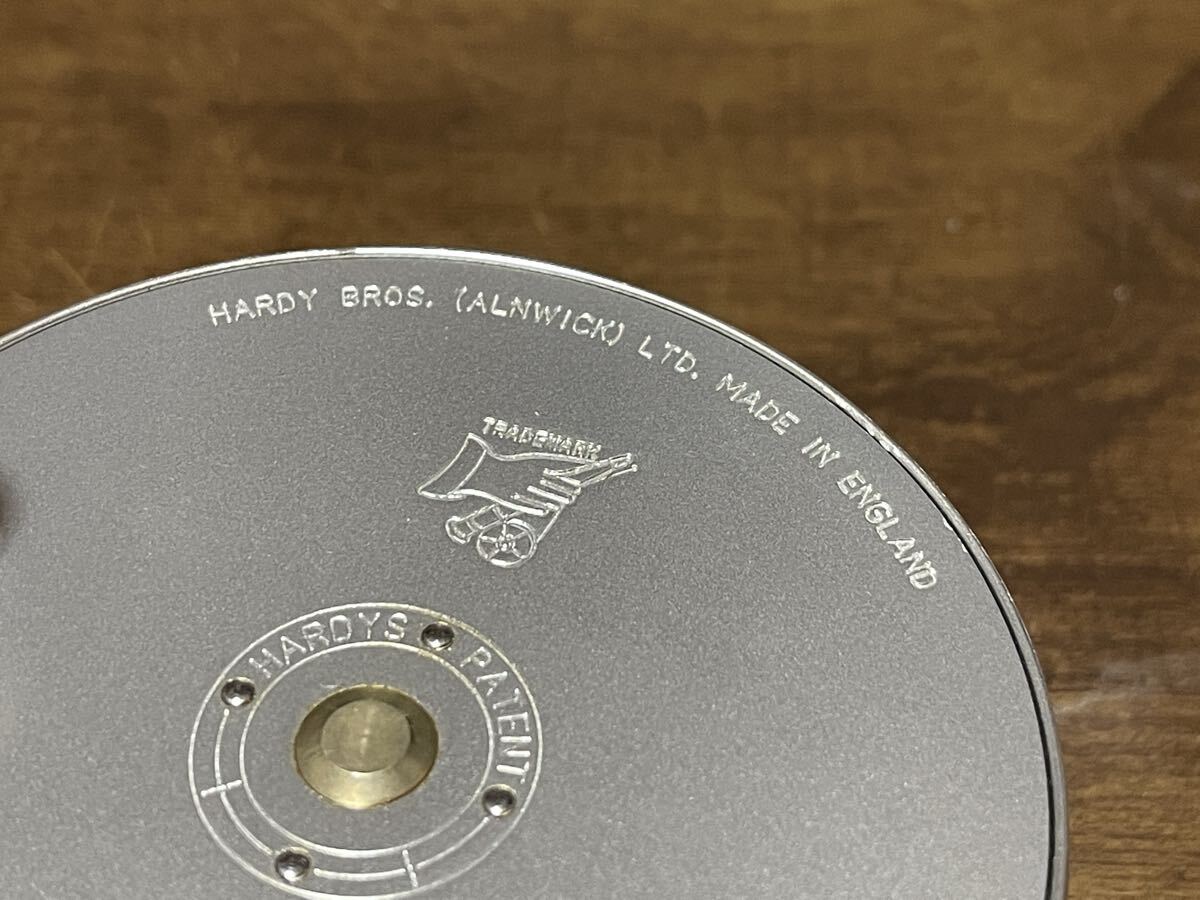 HARDY BROS. (ALNWICK) LTD. MADE IN ENGLAND
TRADEMARK
HARDYS PATENT